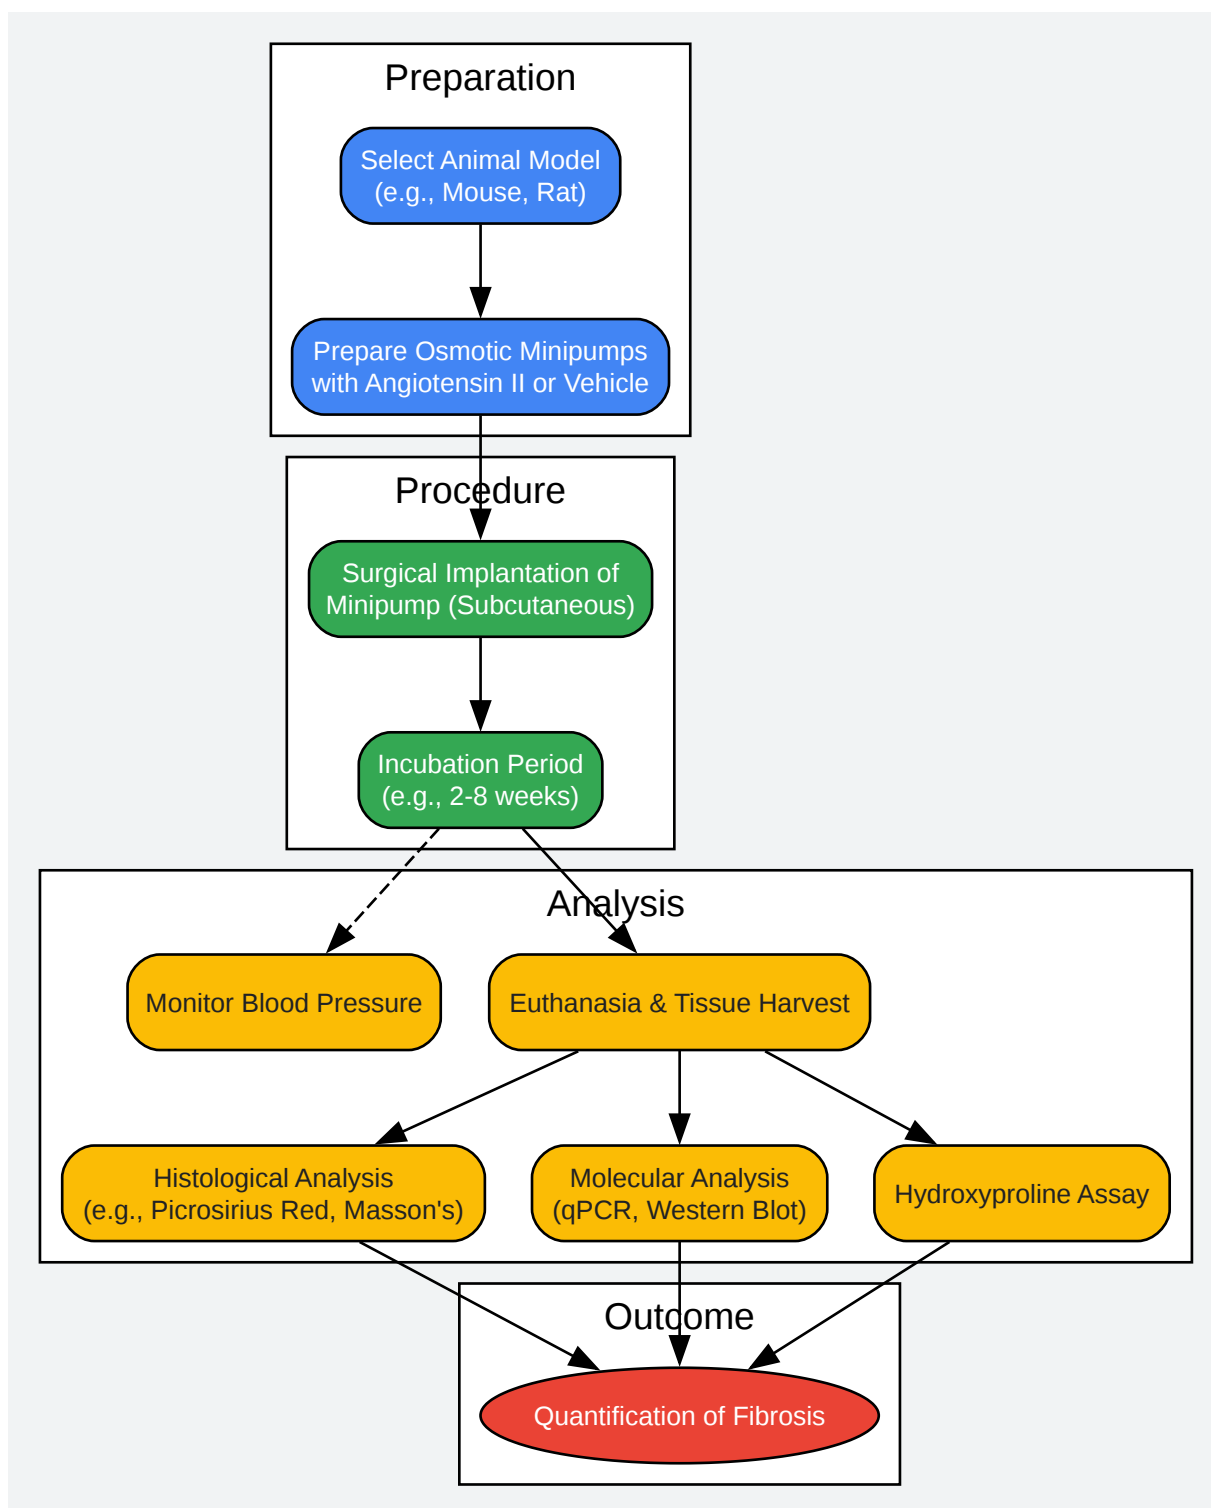 Preparation
Select Animal Model
(e.g., Mouse, Rat)
Prepare Osmotic Minipumps
with Angiotensin II or Vehicle
Procedure
Surgical Implantation of
Minipump (Subcutaneous)
Incubation Period
(e.g., 2-8 weeks)
Analysis
Monitor Blood Pressure
Euthanasia & Tissue Harvest
Histological Analysis
(e.g., Picrosirius Red, Masson's)
Molecular Analysis
(qPCR, Western Blot)
Hydroxyproline Assay
Outcome
Quantification of Fibrosis